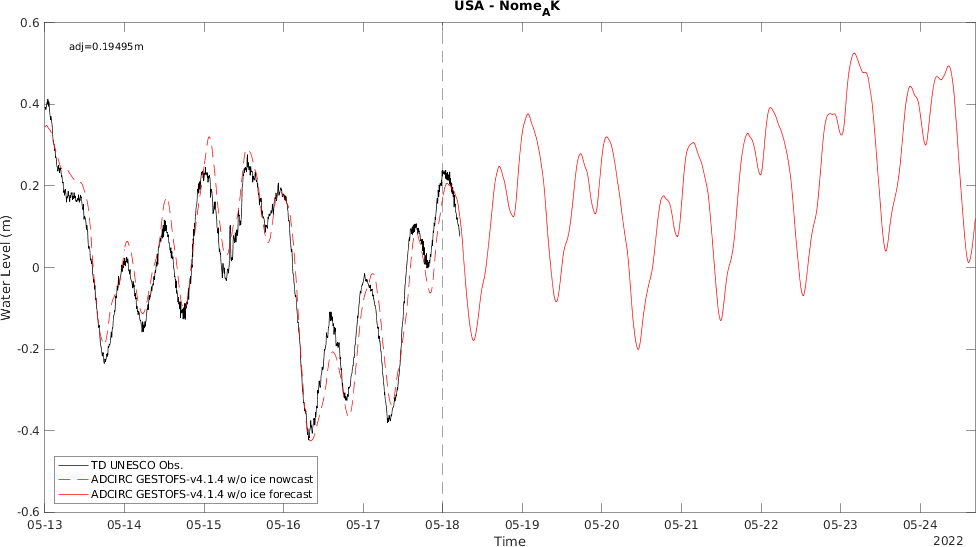 USA - Nome_AK
adj=0.19495m
0.6
0.4
0.2
0
-0.2
-0.4
-0.6
Water Level (m)
TD UNESCO Obs.
ADCIRC GESTOFS-v4.1.4 w/o ice nowcast
ADCIRC GESTOFS-v4.1.4 w/o ice forecast
05-13 05-14 05-15 05-16 05-17 05-18 05-19 05-20 05-21 05-22 05-23 05-24
Time
2022